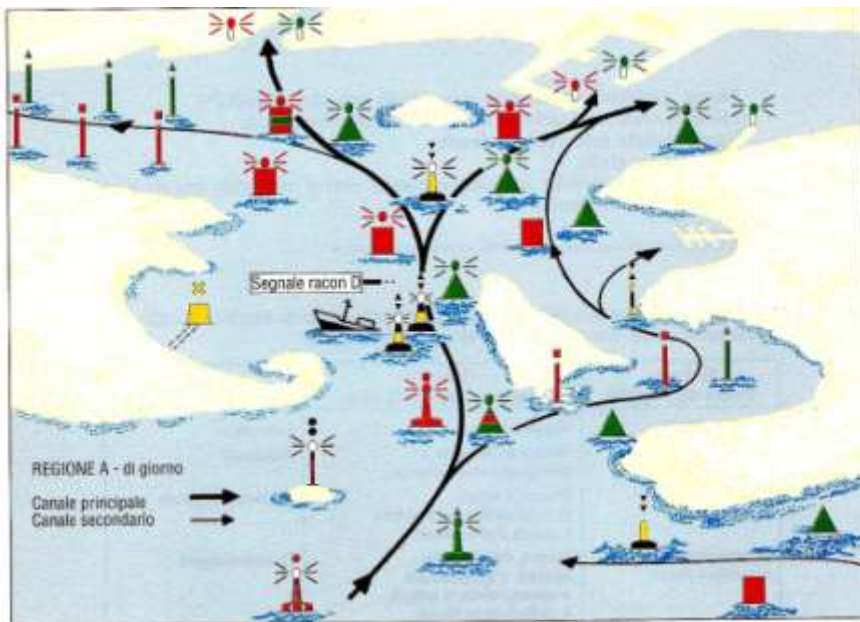 Segnale racon D
REGIONE A - di giorno
Canale principale
Canale secondario